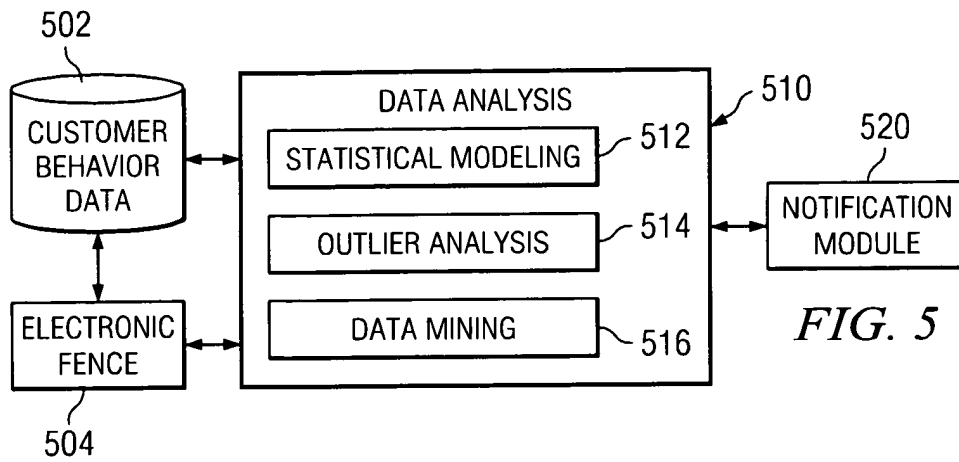 502
CUSTOMER
BEHAVIOR
DATA
ELECTRONIC
FENCE
504
DATA ANALYSIS
510
STATISTICAL MODELING
512
OUTLIER ANALYSIS
514
DATA MINING
516
520
NOTIFICATION
MODULE
FIG. 5